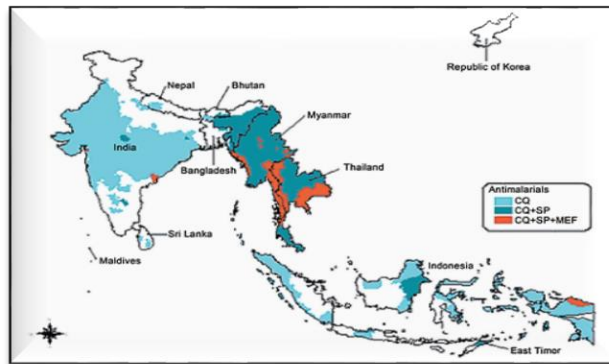 Republic of Korea
Nepal
Bhutan
Myanmar
India
Bangladesh
Thailand
Antimalarials
CQ
CQ+SP
CQ+SP+MEF
Sri Lanka
Maldives
Indonesia
East Timor